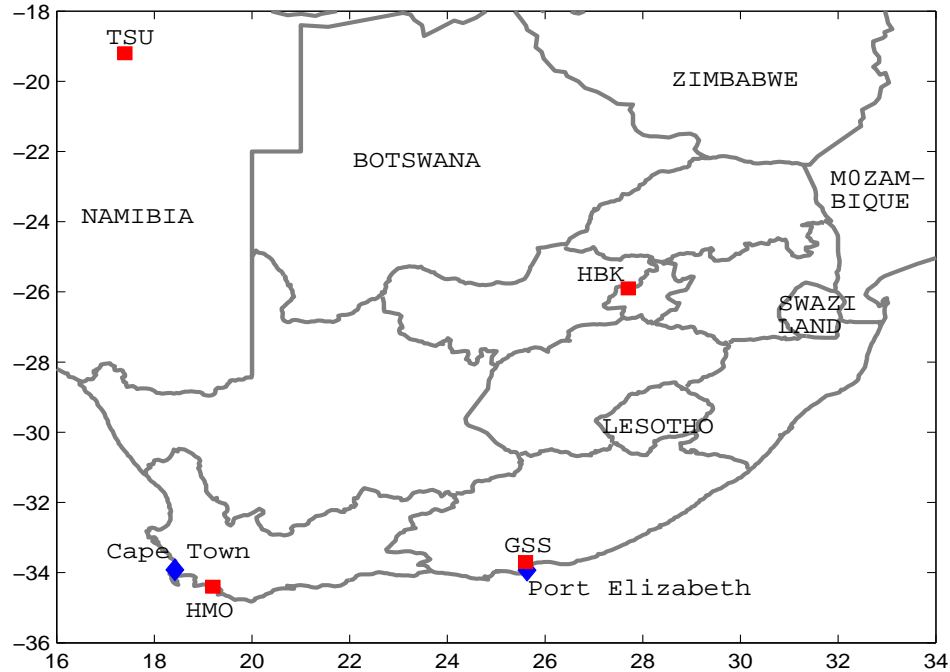 −18
TSU
−20
ZIMBABWE
−22
BOTSWANA
M0ZAM−
BIQUE
−24
NAMIBIA
HBK
−26
SWAZI
LAND
−28
−30
LESOTHO
−32
Cape Town
GSS
−34
Port Elizabeth
HMO
−36
16 18 20 22 24 26 28 30 32 34